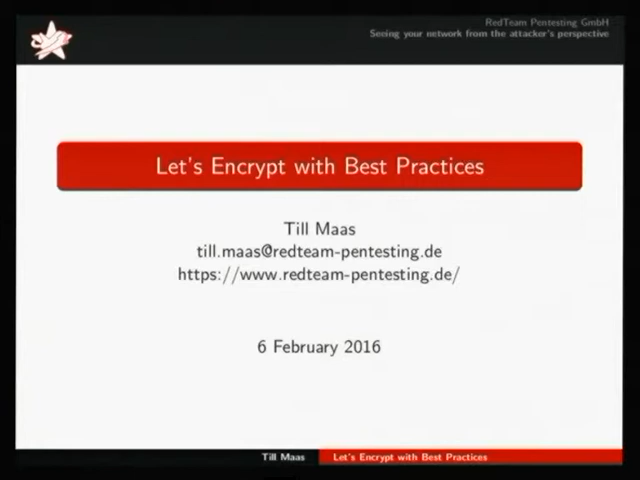 RedTeam Pentesting GmbH
Seeing your network from the attacker's perspective
Let's Encrypt with Best Practices
Till Maas
till.maas@redteam-pentesting.de
https://www.redteam-pentesting.de/
6 February 2016
Till Maas
Let's Encrypt with Best Practices